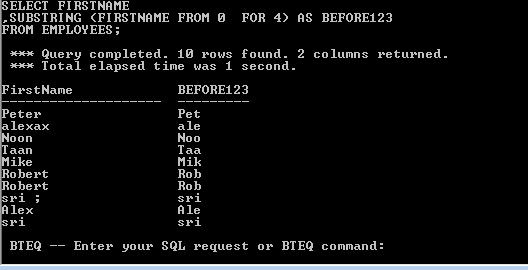 SELECT FIRSTNAME
,SUBSTRING (FIRSTNAME FROM 0  FOR 4) AS BEFORE123
FROM EMPLOYEES;
 *** Query completed. 10 rows found. 2 columns returned.
 *** Total elapsed time was 1 second.
FirstName             BEFORE123
--------------------  ---------
Peter                 Pet
alexax                ale
Noon                  Noo
Taan                  Taa
Mike                  Mik
Robert                Rob
Robert                Rob
sri ;                 sri
Alex                  Ale
sri                   sri
 BTEQ -- Enter your SQL request or BTEQ command: